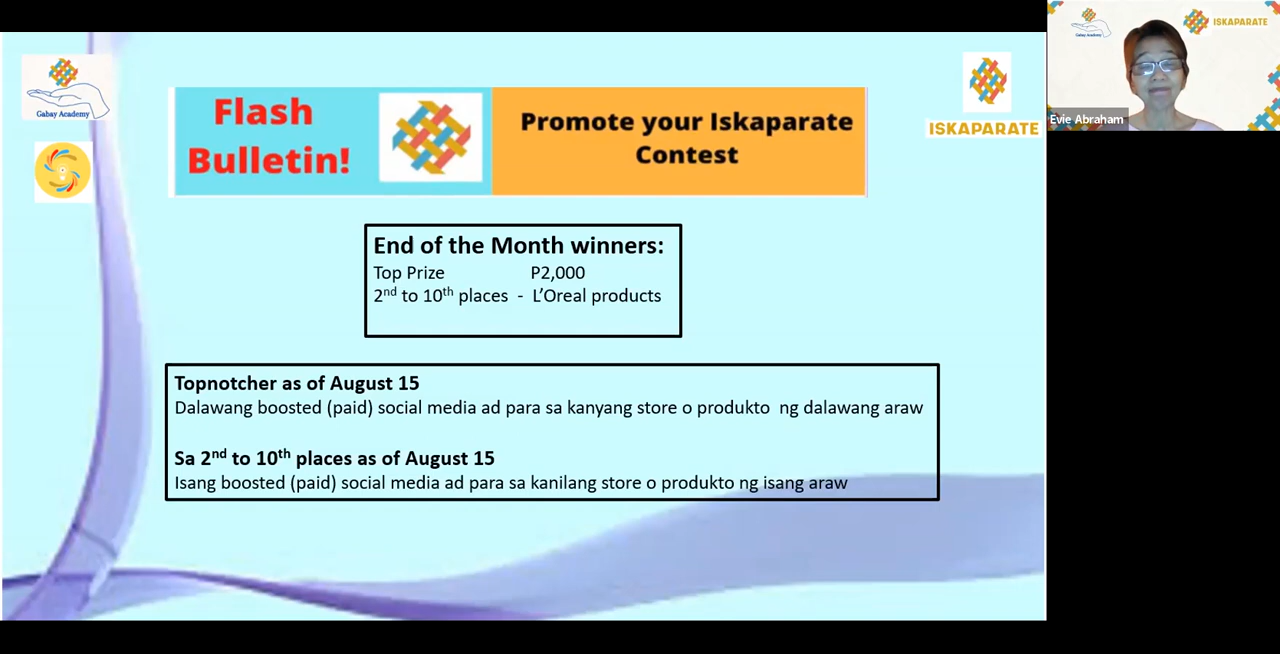 Gabay Academy
Flash
Bulletin!
Promote your Iskaparate
Contest
ISKAPARATE
End of the Month winners:
Top Prize P2,000
2nd to 10th places - L'Oreal products
Topnotcher as of August 15
Dalawang boosted (paid) social media ad para sa kanyang store o produkto ng dalawang araw
Sa 2nd to 10th places as of August 15
Isang boosted (paid) social media ad para sa kanilang store o produkto ng isang araw
Gabay Academy
ISKAPARATE
Evie Abraham